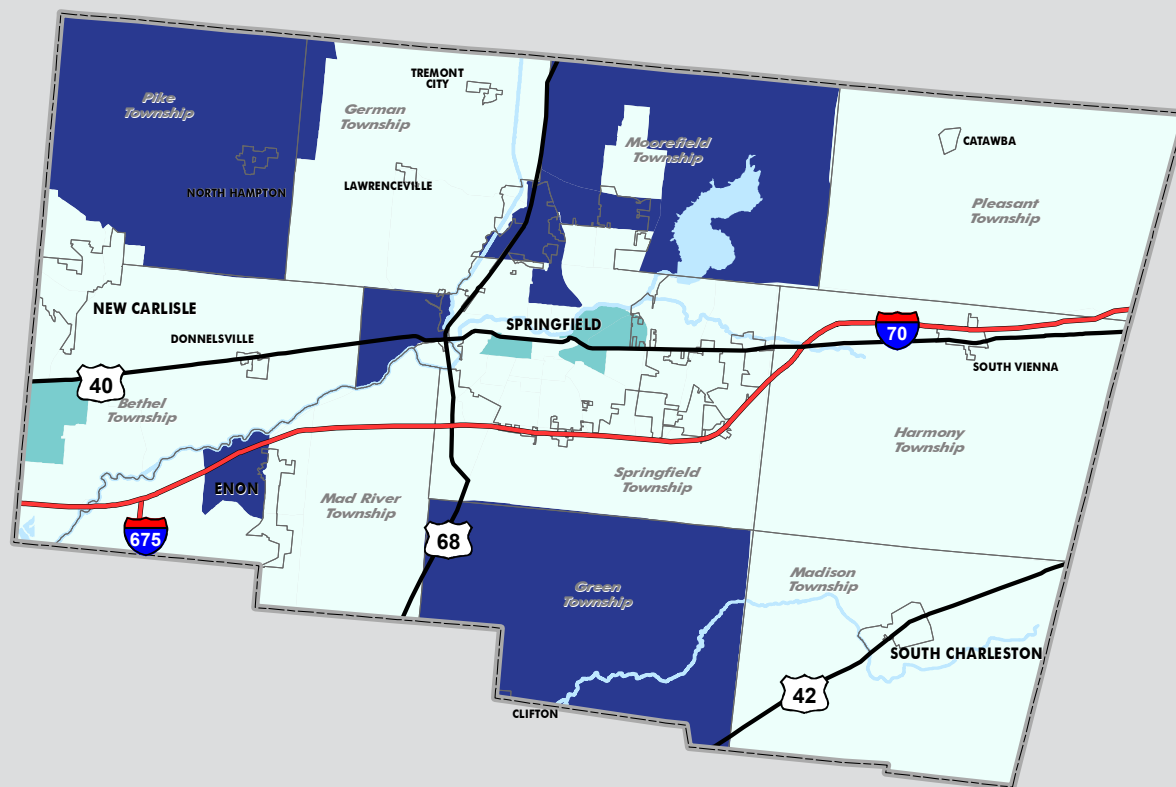 TREMONT
CITY
Pike
Township
German
Township
CATAWBA
Moorefield
Township
NORTH HAMPTON
LAWRENCEVILLE
Pleasant
Township
NEW CARLISLE
SPRINGFIELD
70
DONNELSVILLE
SOUTH VIENNA
40
Bethel
Township
Harmony
Township
Springfield
Township
ENON
Mad River
Township
675
68
Green
Township
Madison
Township
SOUTH CHARLESTON
42
CLIFTON